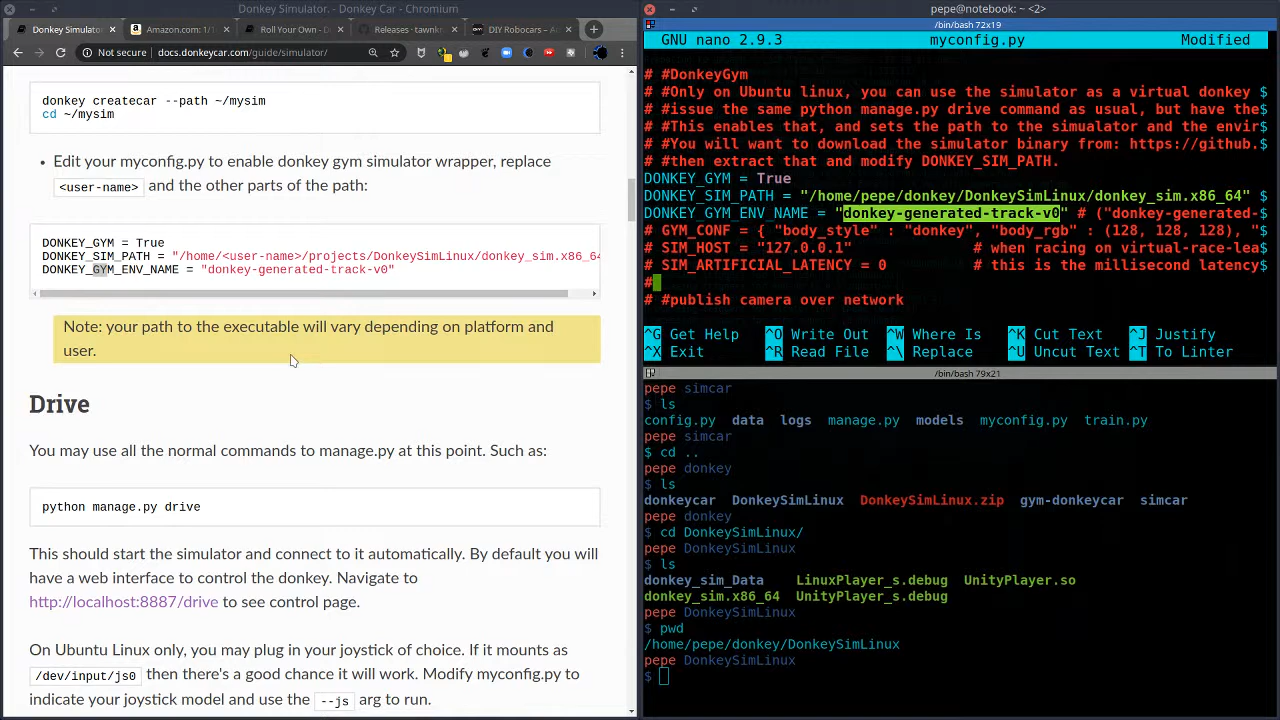 Donkey Simulator. - Donkey Car - Chromium
Donkey Simulator
Amazon.com: 1/
Roll Your Own - D
Releases · tawnk
DIY Robocars – A
Not secure | docs.donkeycar.com/guide/simulator/
donkey createcar --path ~/mysim
cd ~/mysim
• Edit your myconfig.py to enable donkey gym simulator wrapper, replace
<user-name> and the other parts of the path:
DONKEY_GYM = True
DONKEY_SIM_PATH = "/home/<user-name>/projects/DonkeySimLinux/donkey_sim.x86_64
DONKEY_GYM_ENV_NAME = "donkey-generated-track-v0"
Note: your path to the executable will vary depending on platform and
user.
Drive
You may use all the normal commands to manage.py at this point. Such as:
python manage.py drive
This should start the simulator and connect to it automatically. By default you will
have a web interface to control the donkey. Navigate to
http://localhost:8887/drive to see control page.
On Ubuntu Linux only, you may plug in your joystick of choice. If it mounts as
/dev/input/js0 then there's a good chance it will work. Modify myconfig.py to
indicate your joystick model and use the --js arg to run.
pepe@notebook: ~ <2>
/bin/bash 72x19
GNU nano 2.9.3 myconfig.py Modified
# #DonkeyGym
# #Only on Ubuntu linux, you can use the simulator as a virtual donkey $
# #issue the same python manage.py drive command as usual, but have the$
# #This enables that, and sets the path to the simualator and the envir$
# #You will want to download the simulator binary from: https://github.$
# #then extract that and modify DONKEY_SIM_PATH.
DONKEY_GYM = True
DONKEY_SIM_PATH = "/home/pepe/donkey/DonkeySimLinux/donkey_sim.x86_64" $
DONKEY_GYM_ENV_NAME = "donkey-generated-track-v0" # ("donkey-generated-$
# GYM_CONF = { "body_style" : "donkey", "body_rgb" : (128, 128, 128), "$
# SIM_HOST = "127.0.0.1" # when racing on virtual-race-lea$
# SIM_ARTIFICIAL_LATENCY = 0 # this is the millisecond latency$
#
# #publish camera over network
^G Get Help ^O Write Out ^W Where Is ^K Cut Text ^J Justify
^X Exit ^R Read File ^\ Replace ^U Uncut Text ^T To Linter
/bin/bash 79x21
pepe simcar
$ ls
config.py data logs manage.py models myconfig.py train.py
pepe simcar
$ cd ..
pepe donkey
$ ls
donkeycar DonkeySimLinux DonkeySimLinux.zip gym-donkeycar simcar
pepe donkey
$ cd DonkeySimLinux/
pepe DonkeySimLinux
$ ls
donkey_sim_Data LinuxPlayer_s.debug UnityPlayer.so
donkey_sim.x86_64 UnityPlayer_s.debug
pepe DonkeySimLinux
$ pwd
/home/pepe/donkey/DonkeySimLinux
pepe DonkeySimLinux
$